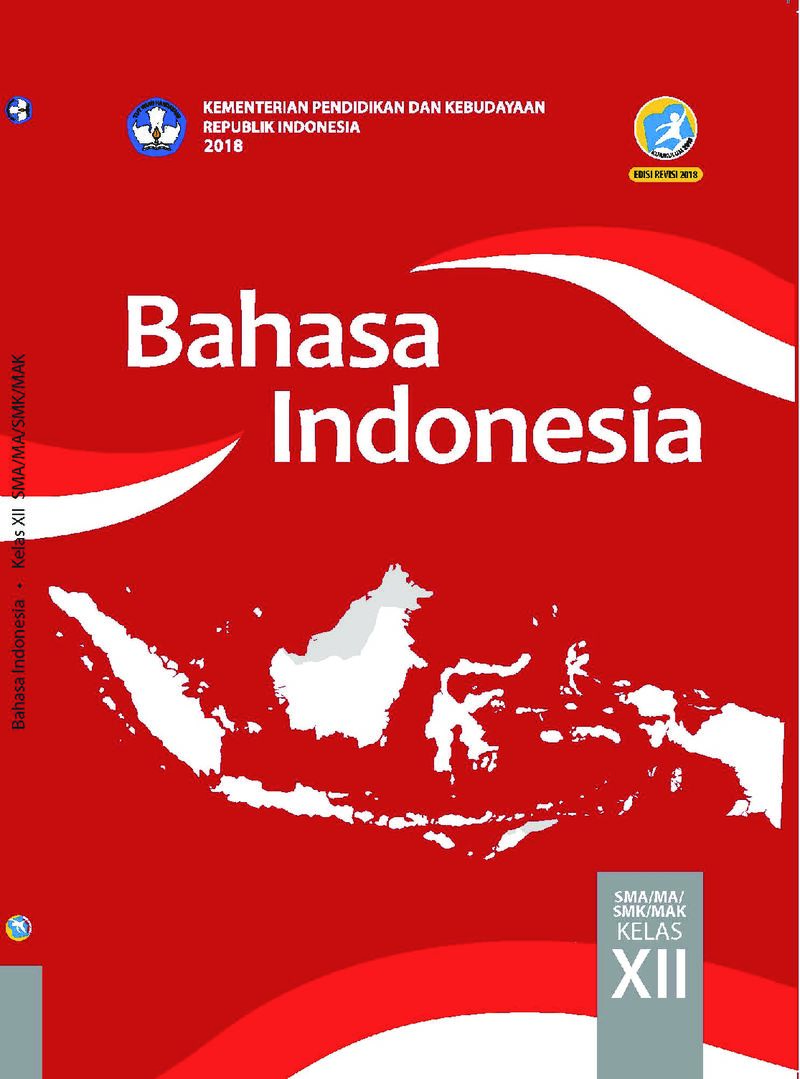 KEMENTERIAN PENDIDIKAN DAN KEBUDAYAAN
REPUBLIK INDONESIA
2018
EDISI REVISI 2018
Bahasa
Indonesia
Bahasa Indonesia • Kelas XII SMA/MA/SMK/MAK
SMA/MA/
SMK/MAK
KELAS
XII